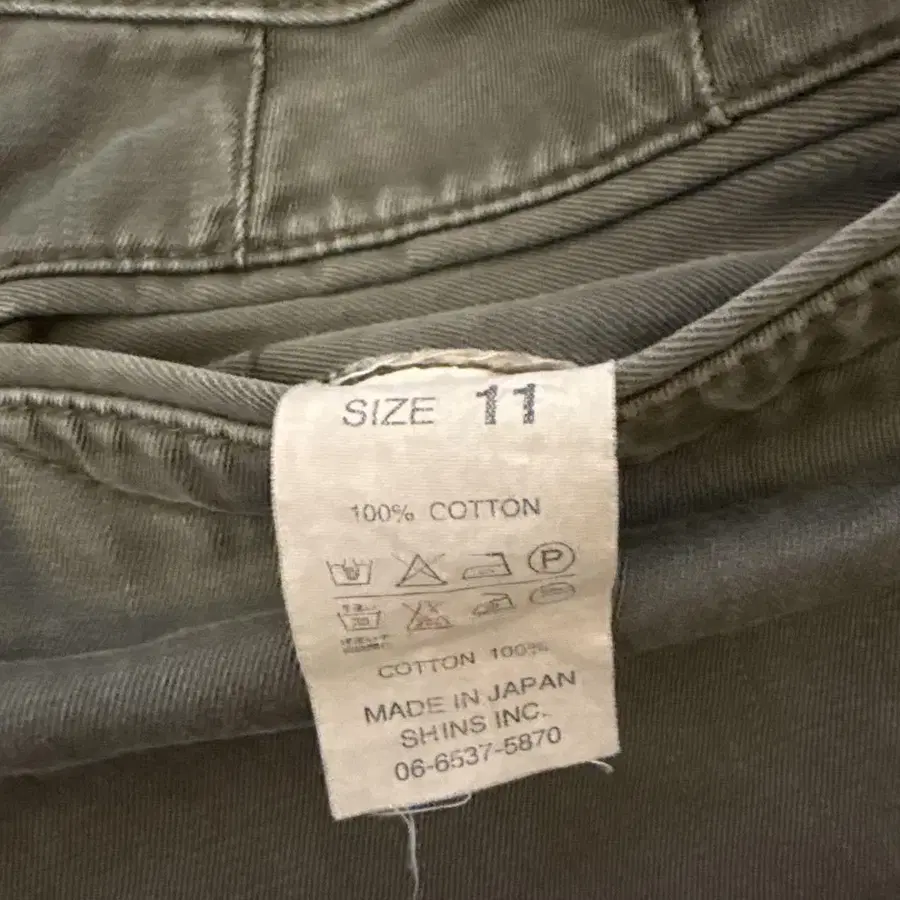 SIZE 11
100% COTTON
P
COTTON 100%
MADE IN JAPAN
SHINS INC.
06-6537-5870